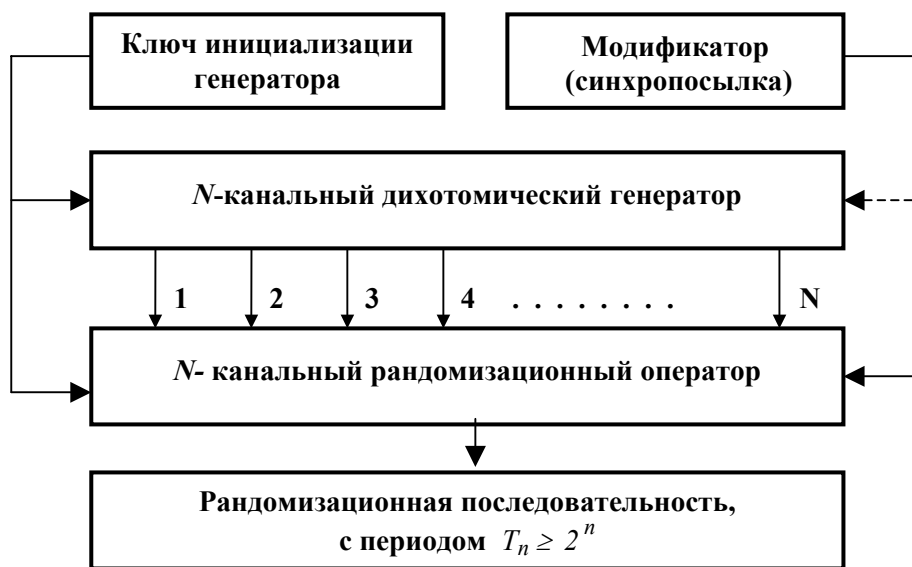 Ключ инициализации
генератора
Модификатор
(синхропосылка)
N-канальный дихотомический генератор
1 2 3 4 . . . . . . . . N
N- канальный рандомизационный оператор
Рандомизационная последовательность,
с периодом Tₙ ≥ 2ⁿ